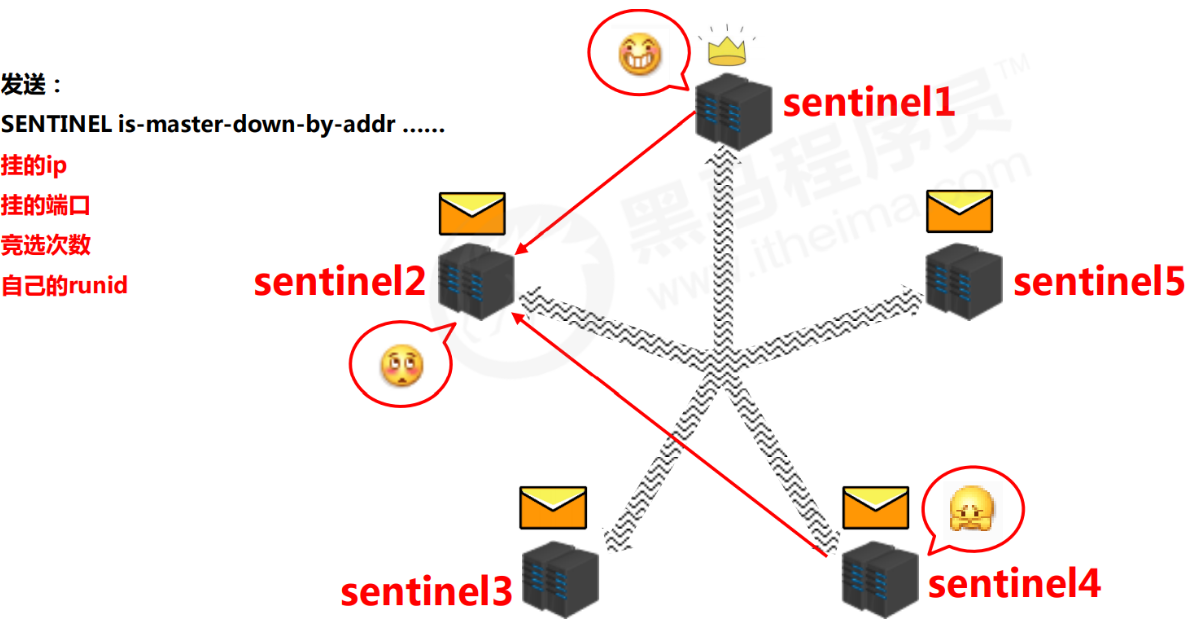 发送：
SENTINEL is-master-down-by-addr ……
挂的ip
挂的端口
竞选次数
自己的runid
sentinel1
sentinel2
sentinel5
sentinel3
sentinel4
黑马程序员™
www.itheima.com